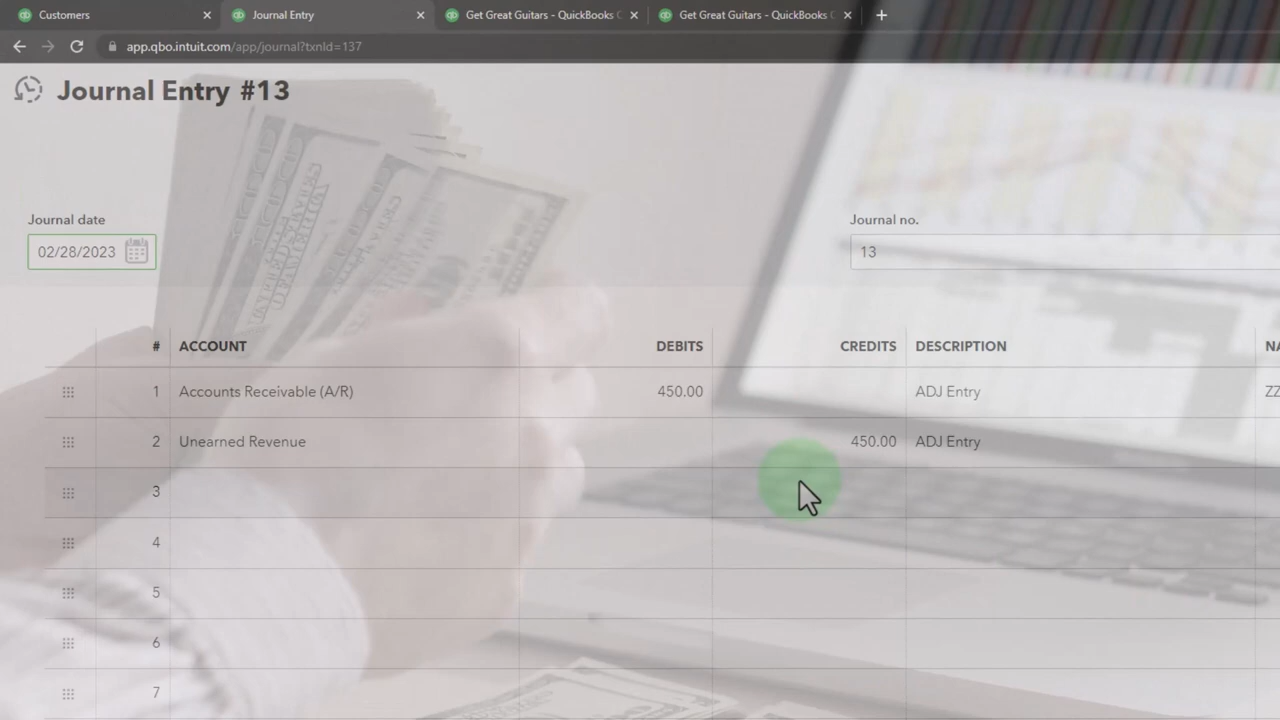 Customers
Journal Entry
Get Great Guitars - QuickBooks
Get Great Guitars - QuickBooks
app.qbo.intuit.com/app/journal?txnId=137
Journal Entry #13
Journal date
Journal no.
02/28/2023
13
# ACCOUNT DEBITS CREDITS DESCRIPTION
1 Accounts Receivable (A/R) 450.00 ADJ Entry
2 Unearned Revenue 450.00 ADJ Entry
3
4
5
6
7